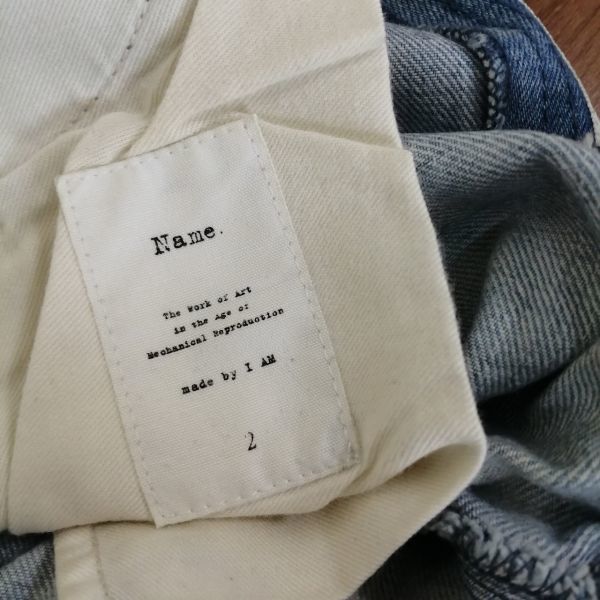 Name.
The Work of Art
in the Age of
Mechanical Reproduction
made by I AM
2